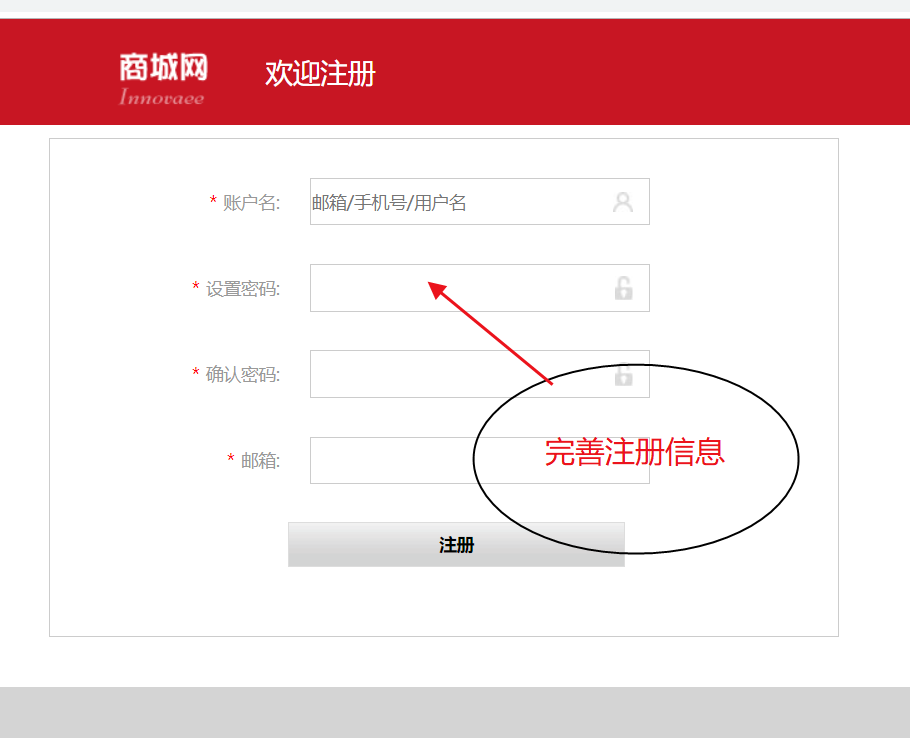 商城网
Innovaee
欢迎注册
* 账户名:
邮箱/手机号/用户名
* 设置密码:
* 确认密码:
* 邮箱:
完善注册信息
注册